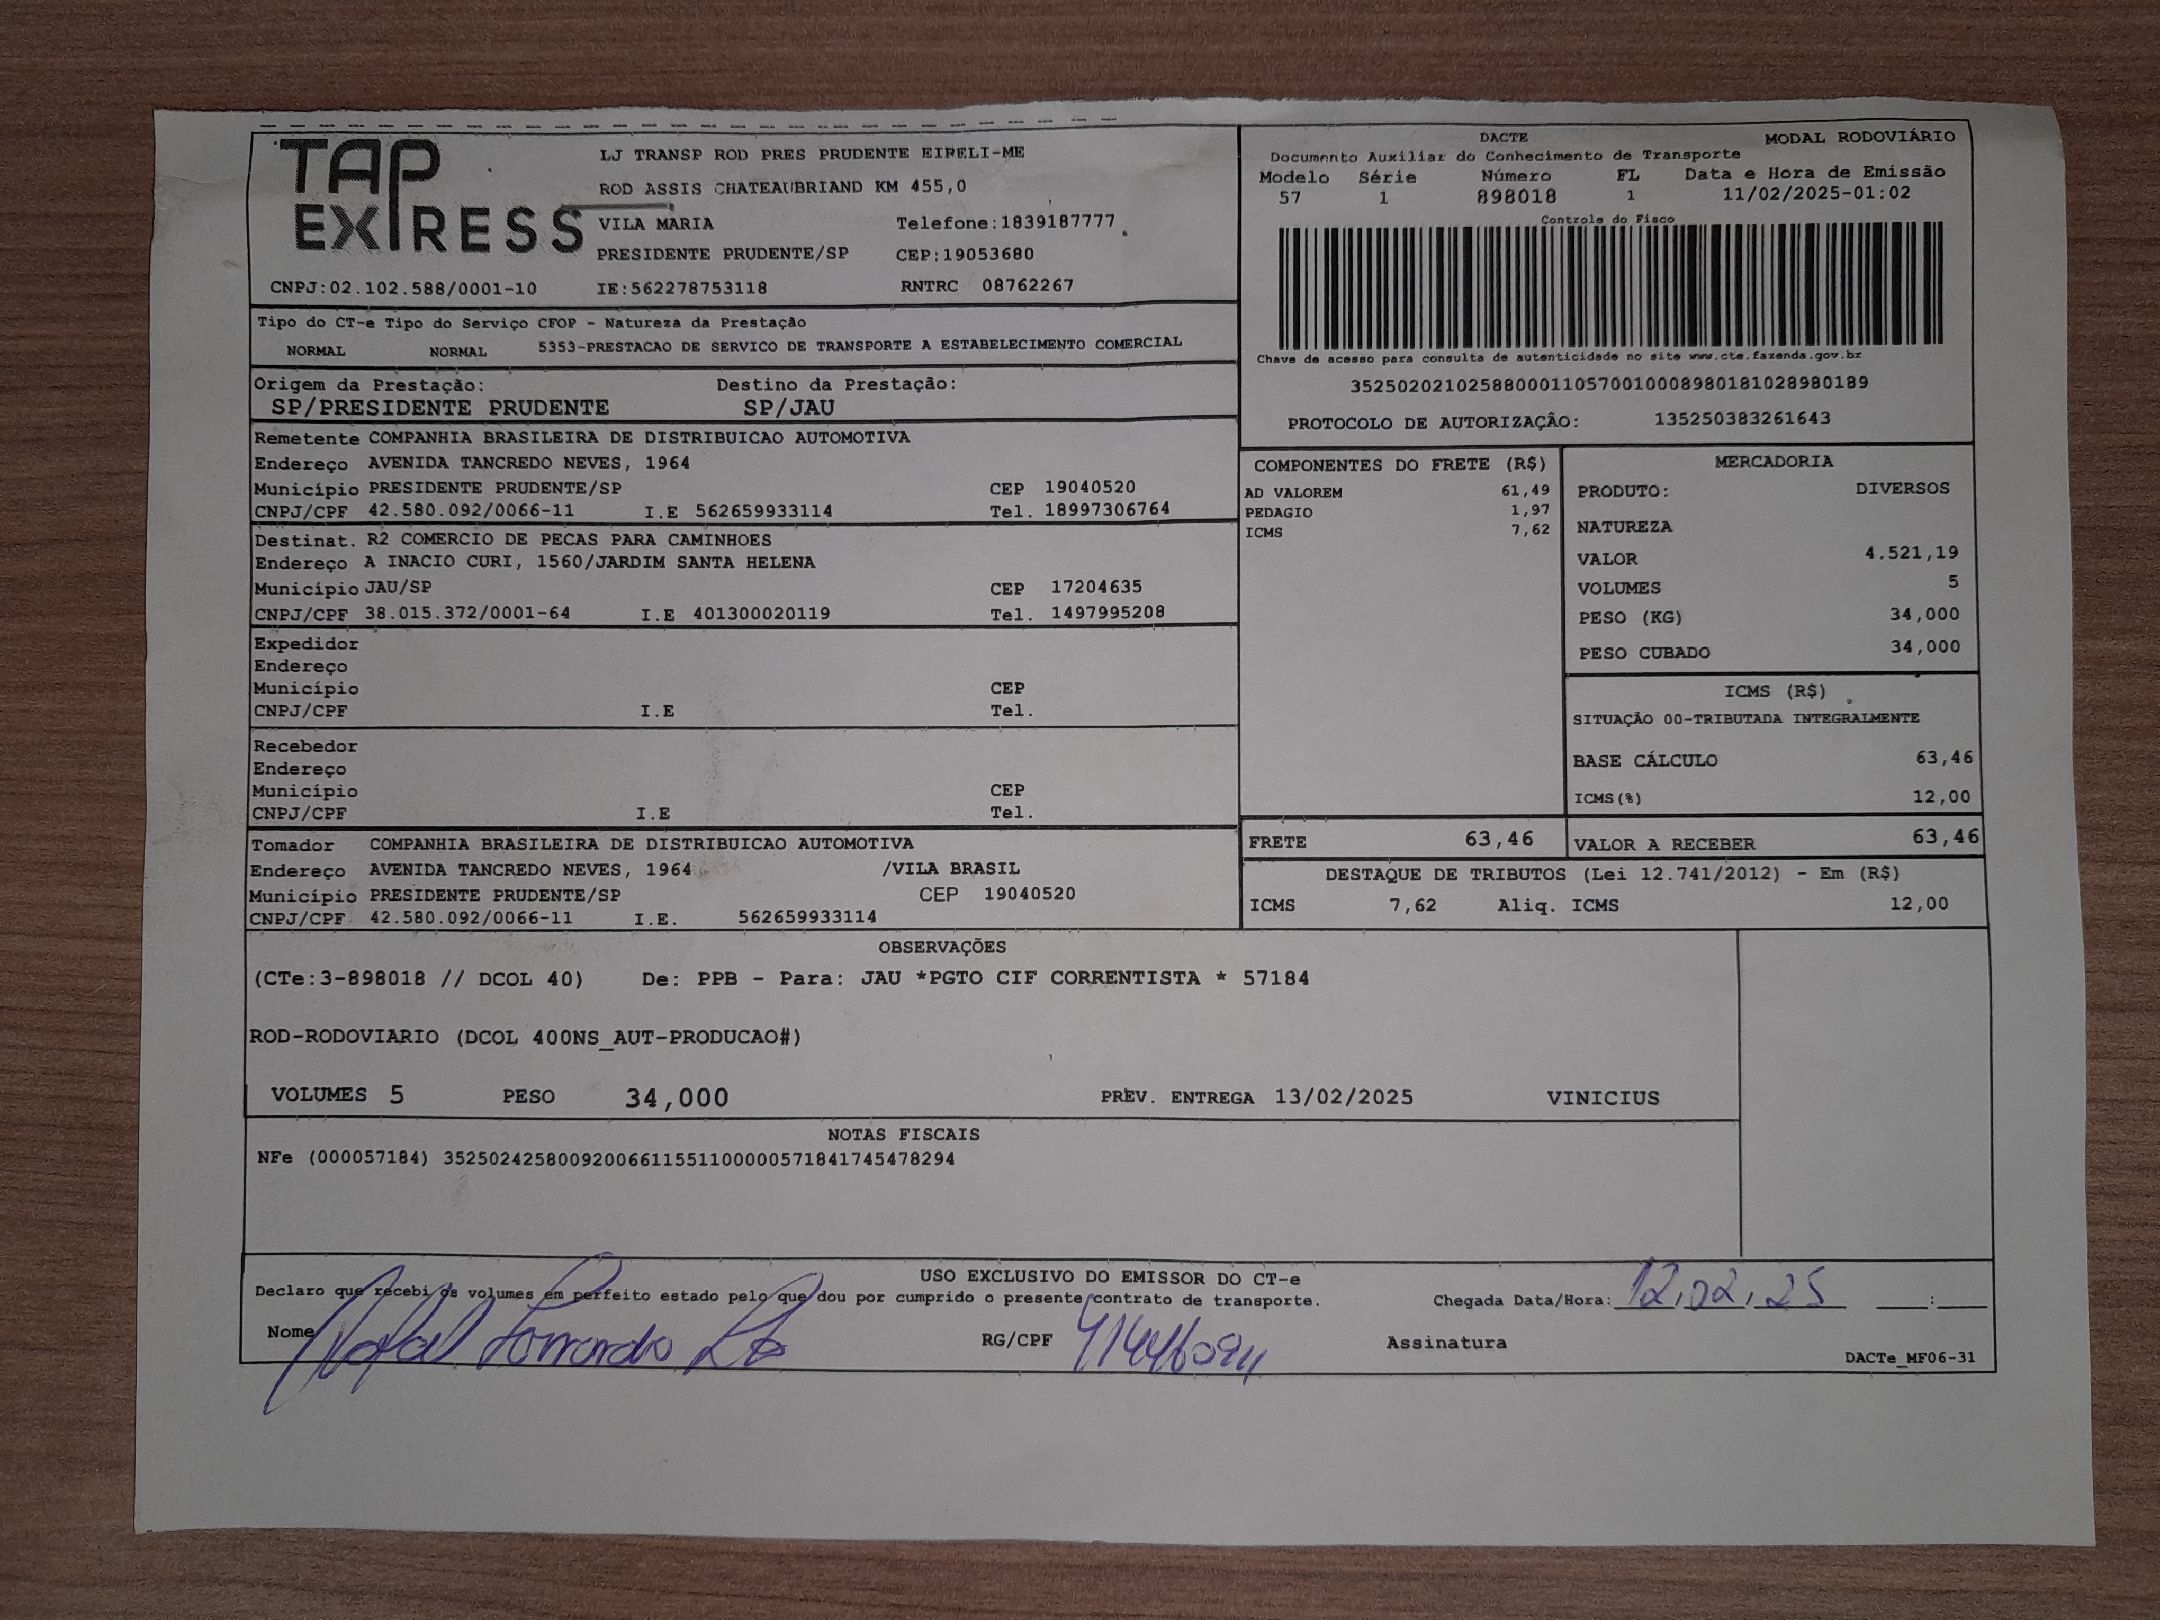 TAP EXPRESS
LJ TRANSP ROD PRES PRUDENTE EIRELI-ME
ROD ASSIS CHATEAUBRIAND KM 455,0
VILA MARIA Telefone:1839187777
PRESIDENTE PRUDENTE/SP CEP:19053680
CNPJ:02.102.588/0001-10 IE:562278753118 RNTRC 08762267
DACTE MODAL RODOVIÁRIO
Documento Auxiliar do Conhecimento de Transporte
Modelo Série Número FL Data e Hora de Emissão
57 1 898018 1 11/02/2025-01:02
Controle do Fisco
Chave de acesso para consulta de autenticidade no site www.cte.fazenda.gov.br
35250202102588000110570010008980181028980189
PROTOCOLO DE AUTORIZAÇÂO: 135250383261643
Tipo do CT-e Tipo do Serviço CFOP - Natureza da Prestação
NORMAL NORMAL 5353-PRESTACAO DE SERVICO DE TRANSPORTE A ESTABELECIMENTO COMERCIAL
Origem da Prestação: Destino da Prestação:
SP/PRESIDENTE PRUDENTE SP/JAU
Remetente COMPANHIA BRASILEIRA DE DISTRIBUICAO AUTOMOTIVA
Endereço AVENIDA TANCREDO NEVES, 1964
Município PRESIDENTE PRUDENTE/SP CEP 19040520
CNPJ/CPF 42.580.092/0066-11 I.E 562659933114 Tel. 18997306764
Destinat. R2 COMERCIO DE PECAS PARA CAMINHOES
Endereço A INACIO CURI, 1560/JARDIM SANTA HELENA
Município JAU/SP CEP 17204635
CNPJ/CPF 38.015.372/0001-64 I.E 401300020119 Tel. 1497995208
Expedidor
Endereço
Município CEP
CNPJ/CPF I.E Tel.
Recebedor
Endereço
Município CEP
CNPJ/CPF I.E Tel.
Tomador COMPANHIA BRASILEIRA DE DISTRIBUICAO AUTOMOTIVA
Endereço AVENIDA TANCREDO NEVES, 1964 /VILA BRASIL
Município PRESIDENTE PRUDENTE/SP CEP 19040520
CNPJ/CPF 42.580.092/0066-11 I.E. 562659933114
COMPONENTES DO FRETE (R$)
AD VALOREM 61,49
PEDAGIO 1,97
ICMS 7,62
MERCADORIA
PRODUTO: DIVERSOS
NATUREZA
VALOR 4.521,19
VOLUMES 5
PESO (KG) 34,000
PESO CUBADO 34,000
ICMS (R$)
SITUAÇÃO 00-TRIBUTADA INTEGRALMENTE
BASE CÁLCULO 63,46
ICMS(%) 12,00
FRETE 63,46 VALOR A RECEBER 63,46
DESTAQUE DE TRIBUTOS (Lei 12.741/2012) - Em (R$)
ICMS 7,62 Aliq. ICMS 12,00
OBSERVAÇÕES
(CTe:3-898018 // DCOL 40) De: PPB - Para: JAU *PGTO CIF CORRENTISTA * 57184
ROD-RODOVIARIO (DCOL 400NS_AUT-PRODUCAO#)
VOLUMES 5 PESO 34,000 PREV. ENTREGA 13/02/2025 VINICIUS
NOTAS FISCAIS
NFe (000057184) 35250242580092006611551100000571841745478294
USO EXCLUSIVO DO EMISSOR DO CT-e
Declaro que recebi os volumes em perfeito estado pelo que dou por cumprido o presente contrato de transporte.
Chegada Data/Hora: 12.02.25 :
Nome Rafael RG/CPF Assinatura
DACTe_MF06-31